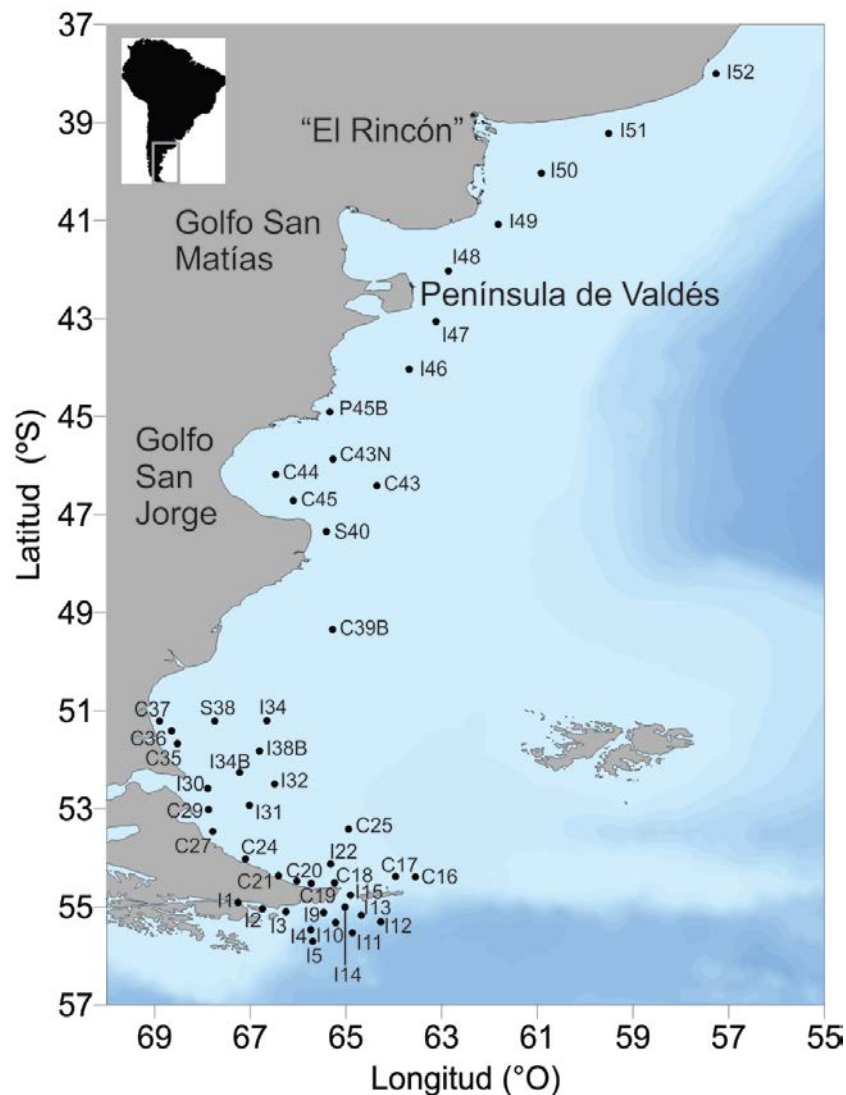 37
I52
"El Rincón"
I51
39
I50
41
Golfo San
Matías
I49
I48
Península de Valdés
43
I47
I46
P45B
45
Golfo
San
Jorge
C43N
C44
C43
C45
47
S40
Latitud (ºS)
49
C39B
51
C37
S38
I34
C36
C35
I38B
I34B
I30
I32
53
C29
I31
C27
C25
C24
I22
C21
C20
C19
C18
C17
C16
I15
55
I1
I2
I3
I9
I13
I12
I4
I10
I11
I5
I14
57
69
67
65
63
61
59
57
55
Longitud (°O)